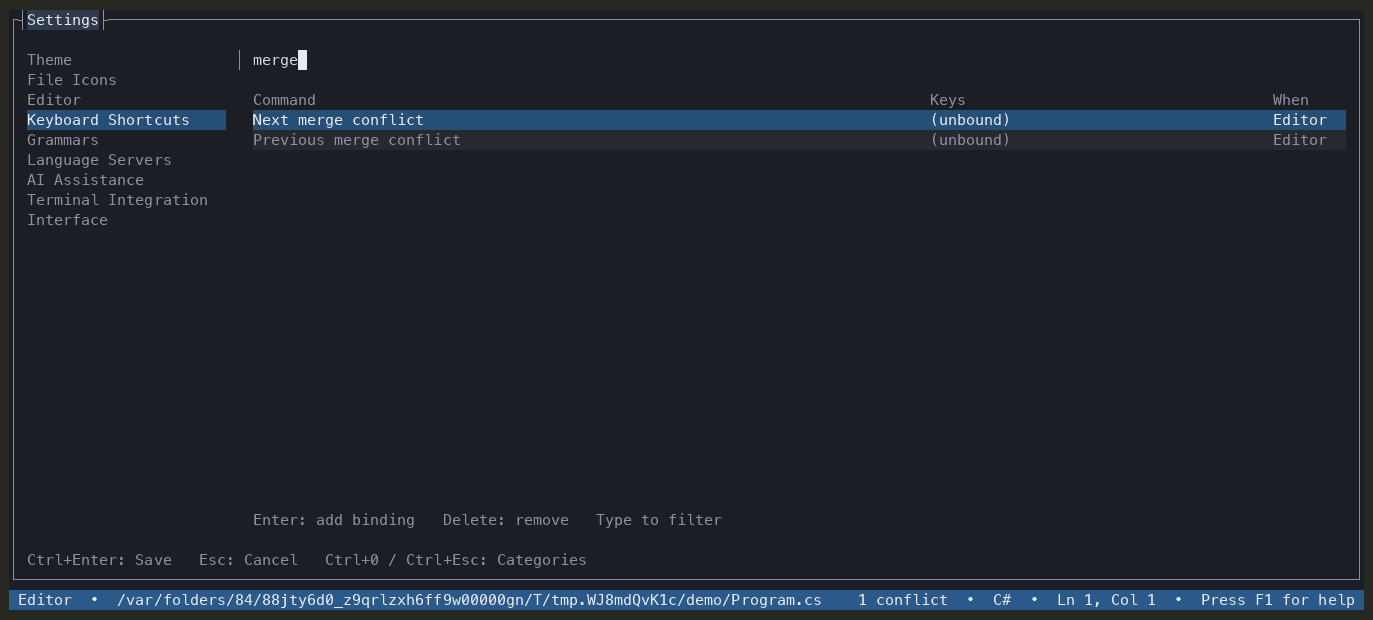 Settings
Theme merge
File Icons
Editor Command Keys When
Keyboard Shortcuts Next merge conflict (unbound) Editor
Grammars Previous merge conflict (unbound) Editor
Language Servers
AI Assistance
Terminal Integration
Interface
Enter: add binding Delete: remove Type to filter
Ctrl+Enter: Save Esc: Cancel Ctrl+0 / Ctrl+Esc: Categories
Editor • /var/folders/84/88jty6d0_z9qrlzxh6ff9w00000gn/T/tmp.WJ8mdQvK1c/demo/Program.cs 1 conflict • C# • Ln 1, Col 1 • Press F1 for help